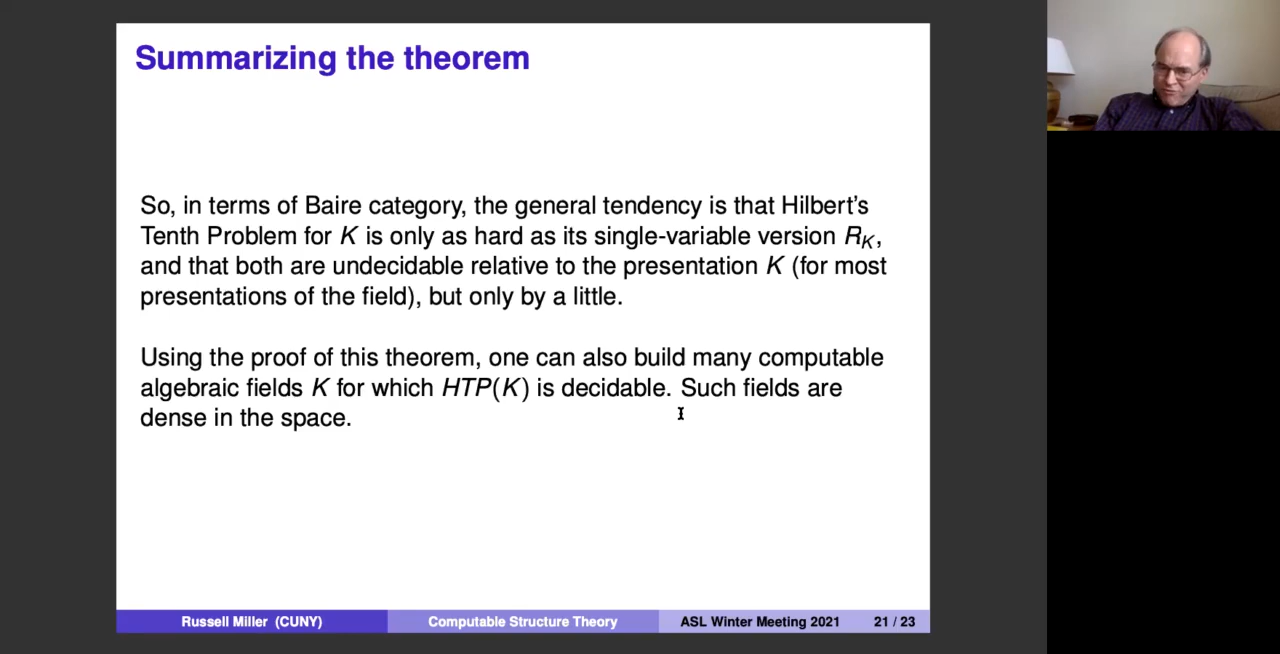 Summarizing the theorem
So, in terms of Baire category, the general tendency is that Hilbert's
Tenth Problem for K is only as hard as its single-variable version R_K,
and that both are undecidable relative to the presentation K (for most
presentations of the field), but only by a little.
Using the proof of this theorem, one can also build many computable
algebraic fields K for which HTP(K) is decidable. Such fields are
dense in the space.
Russell Miller (CUNY) Computable Structure Theory ASL Winter Meeting 2021 21 / 23